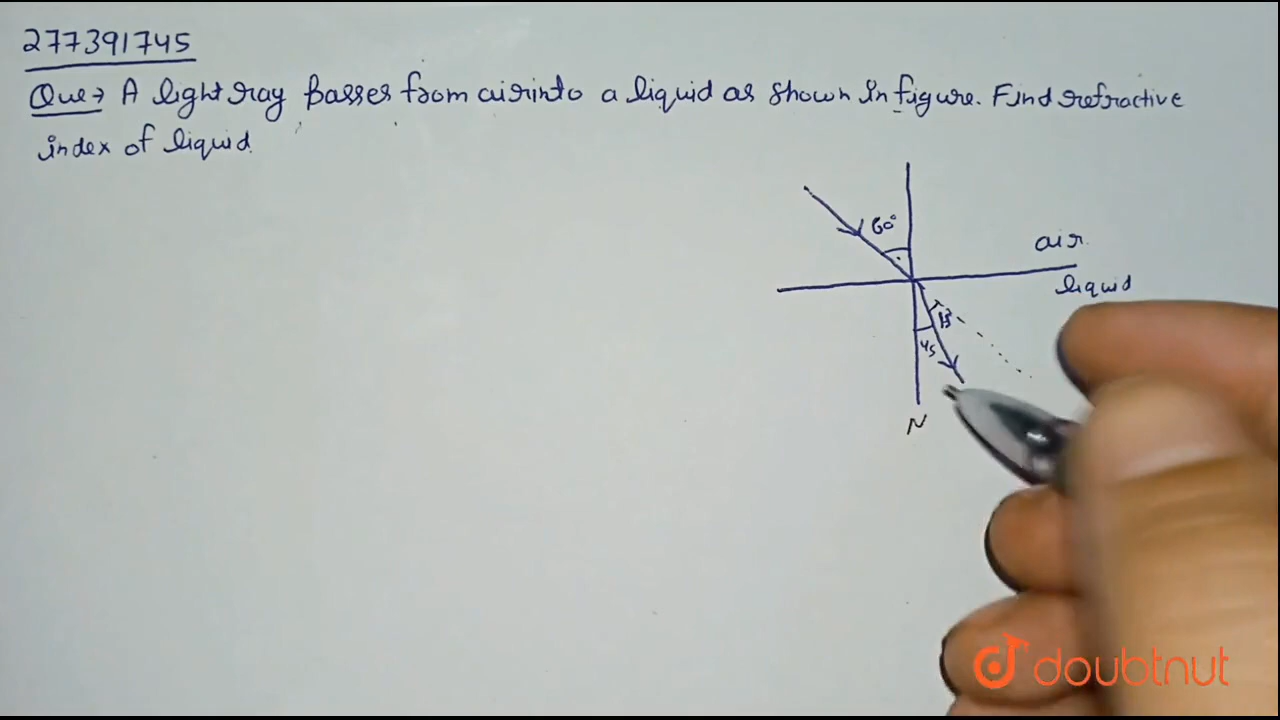 277391745
Que→ A light ray passes from air into a liquid as shown in figure. Find refractive
index of liquid.
60°
air
liquid
15°
45
N
doubtnut